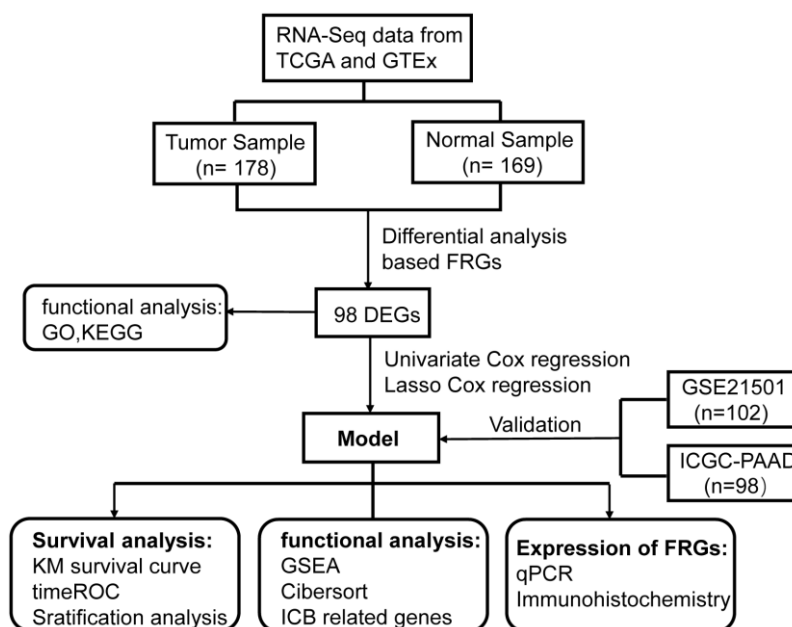 RNA-Seq data from
TCGA and GTEx
Tumor Sample
(n= 178)
Normal Sample
(n= 169)
Differential analysis
based FRGs
functional analysis:
GO,KEGG
98 DEGs
Univariate Cox regression
Lasso Cox regression
GSE21501
(n=102)
Model
Validation
ICGC-PAAD
(n=98)
Survival analysis:
KM survival curve
timeROC
Sratification analysis
functional analysis:
GSEA
Cibersort
ICB related genes
Expression of FRGs:
qPCR
Immunohistochemistry